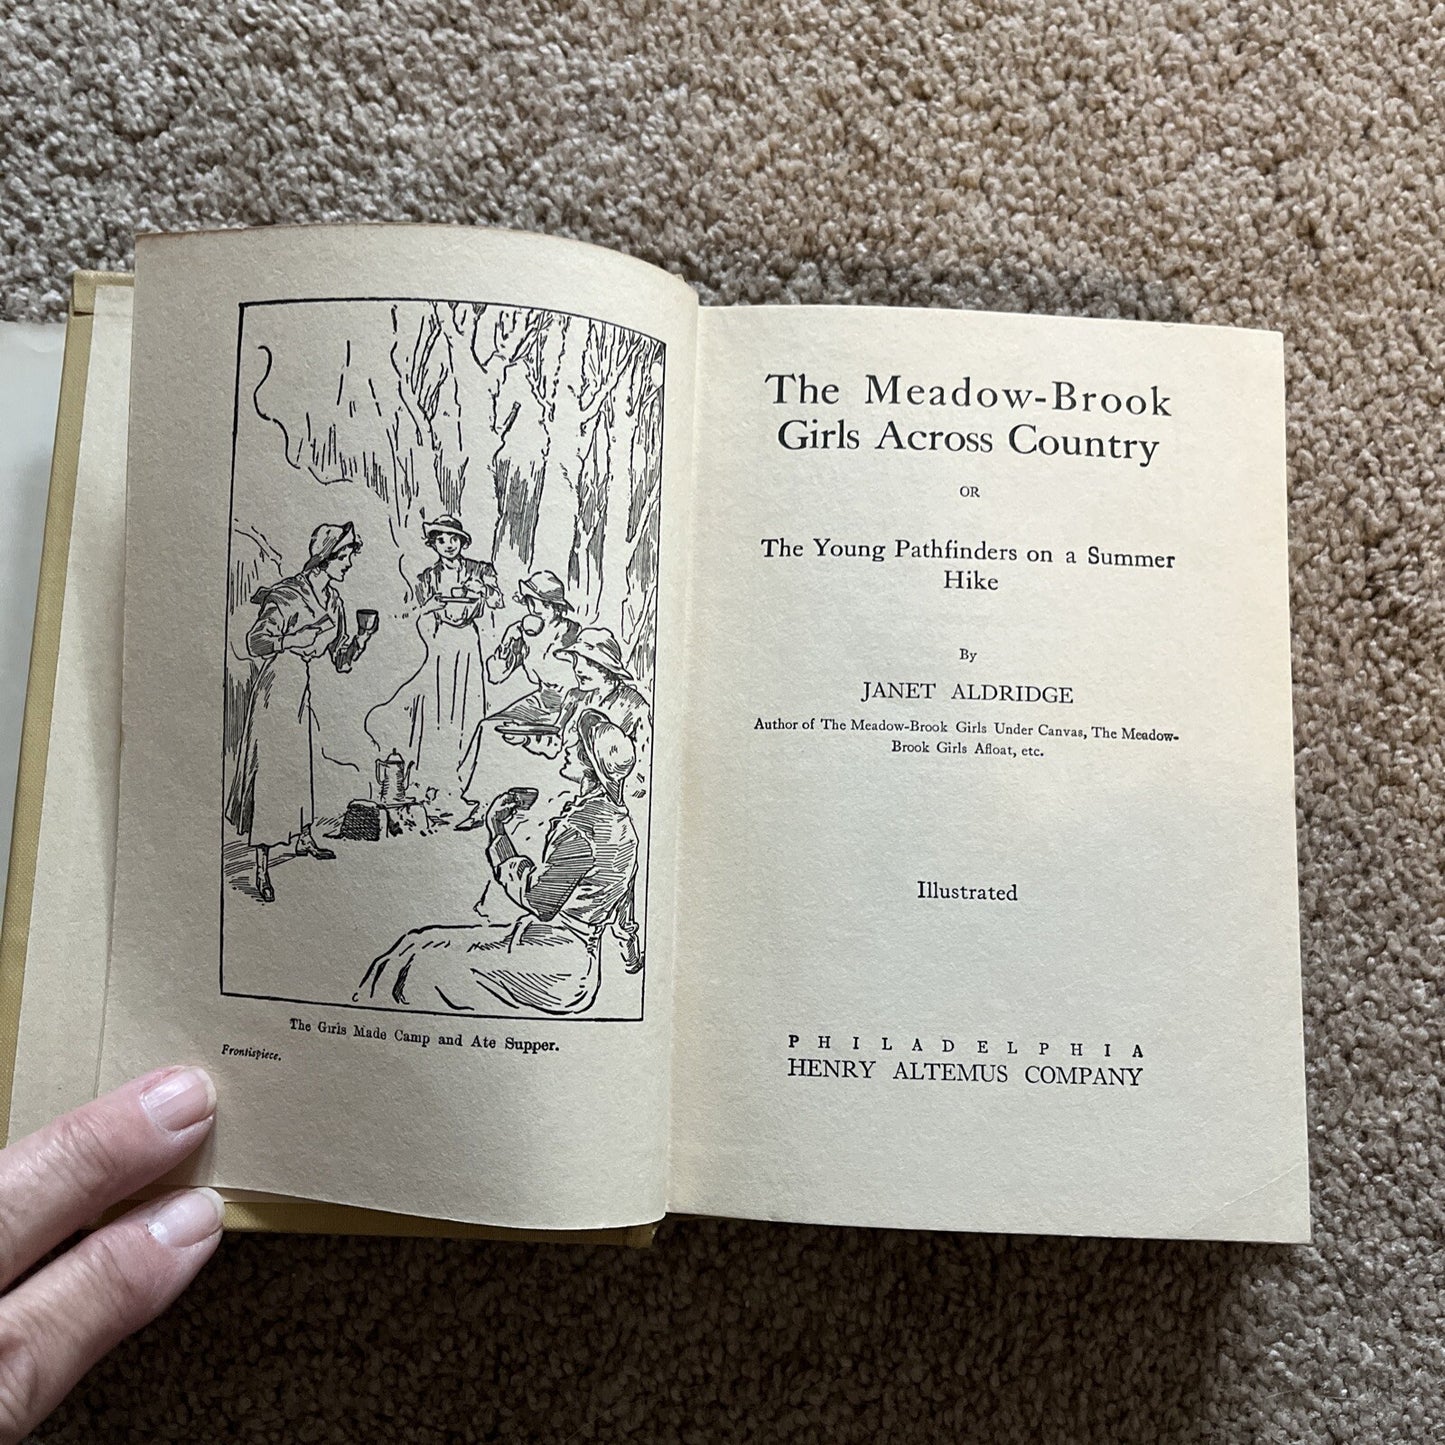 The Girls Made Camp and Ate Supper.
Frontispiece.
The Meadow-Brook
Girls Across Country
OR
The Young Pathfinders on a Summer
Hike
By
JANET ALDRIDGE
Author of The Meadow-Brook Girls Under Canvas, The Meadow-
Brook Girls Afloat, etc.
Illustrated
PHILADELPHIA
HENRY ALTEMUS COMPANY